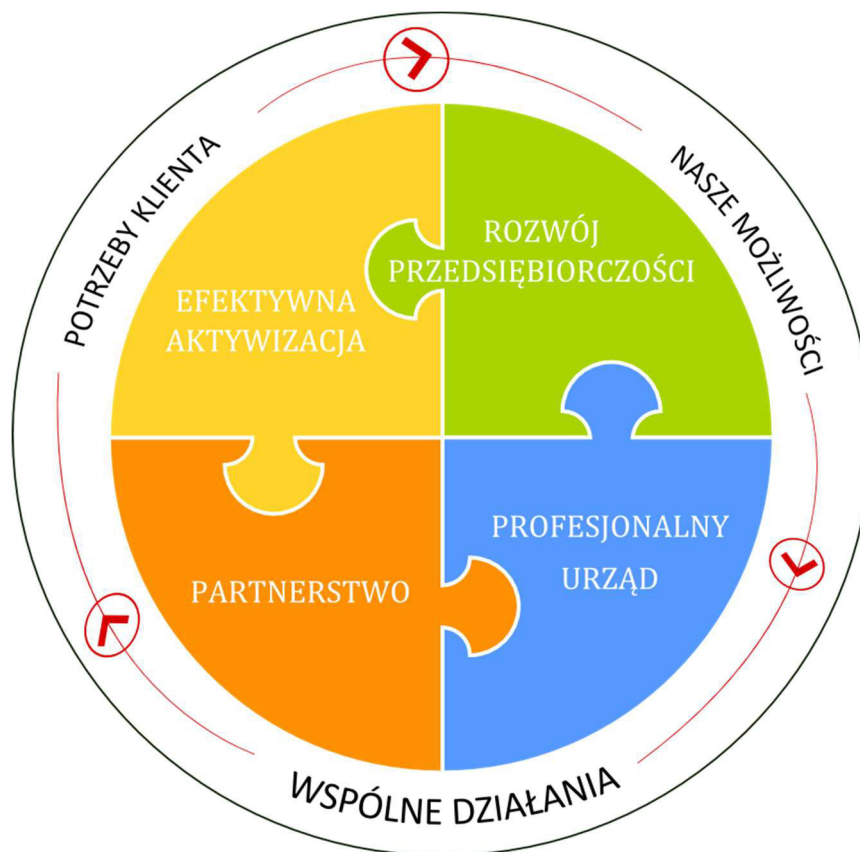 POTRZEBY KLIENTA
NASZE MOŻLIWOŚCI
ROZWÓJ
PRZEDSIĘBIORCZOŚCI
EFEKTYWNA
AKTYWIZACJA
PROFESJONALNY
URZĄD
PARTNERSTWO
WSPÓLNE DZIAŁANIA